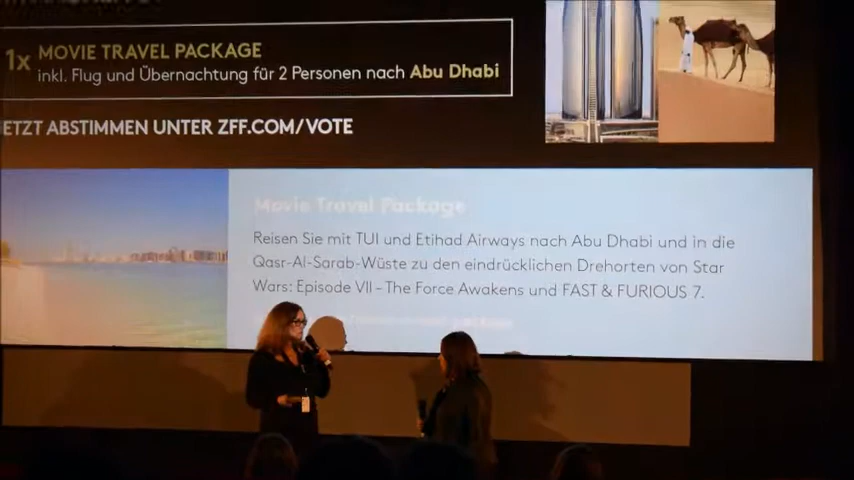 1x MOVIE TRAVEL PACKAGE
inkl. Flug und Übernachtung für 2 Personen nach Abu Dhabi
JETZT ABSTIMMEN UNTER ZFF.COM/VOTE
Movie Travel Package
Reisen Sie mit TUI und Etihad Airways nach Abu Dhabi und in die
Qasr-Al-Sarab-Wüste zu den eindrücklichen Drehorten von Star
Wars: Episode VII – The Force Awakens und FAST & FURIOUS 7.